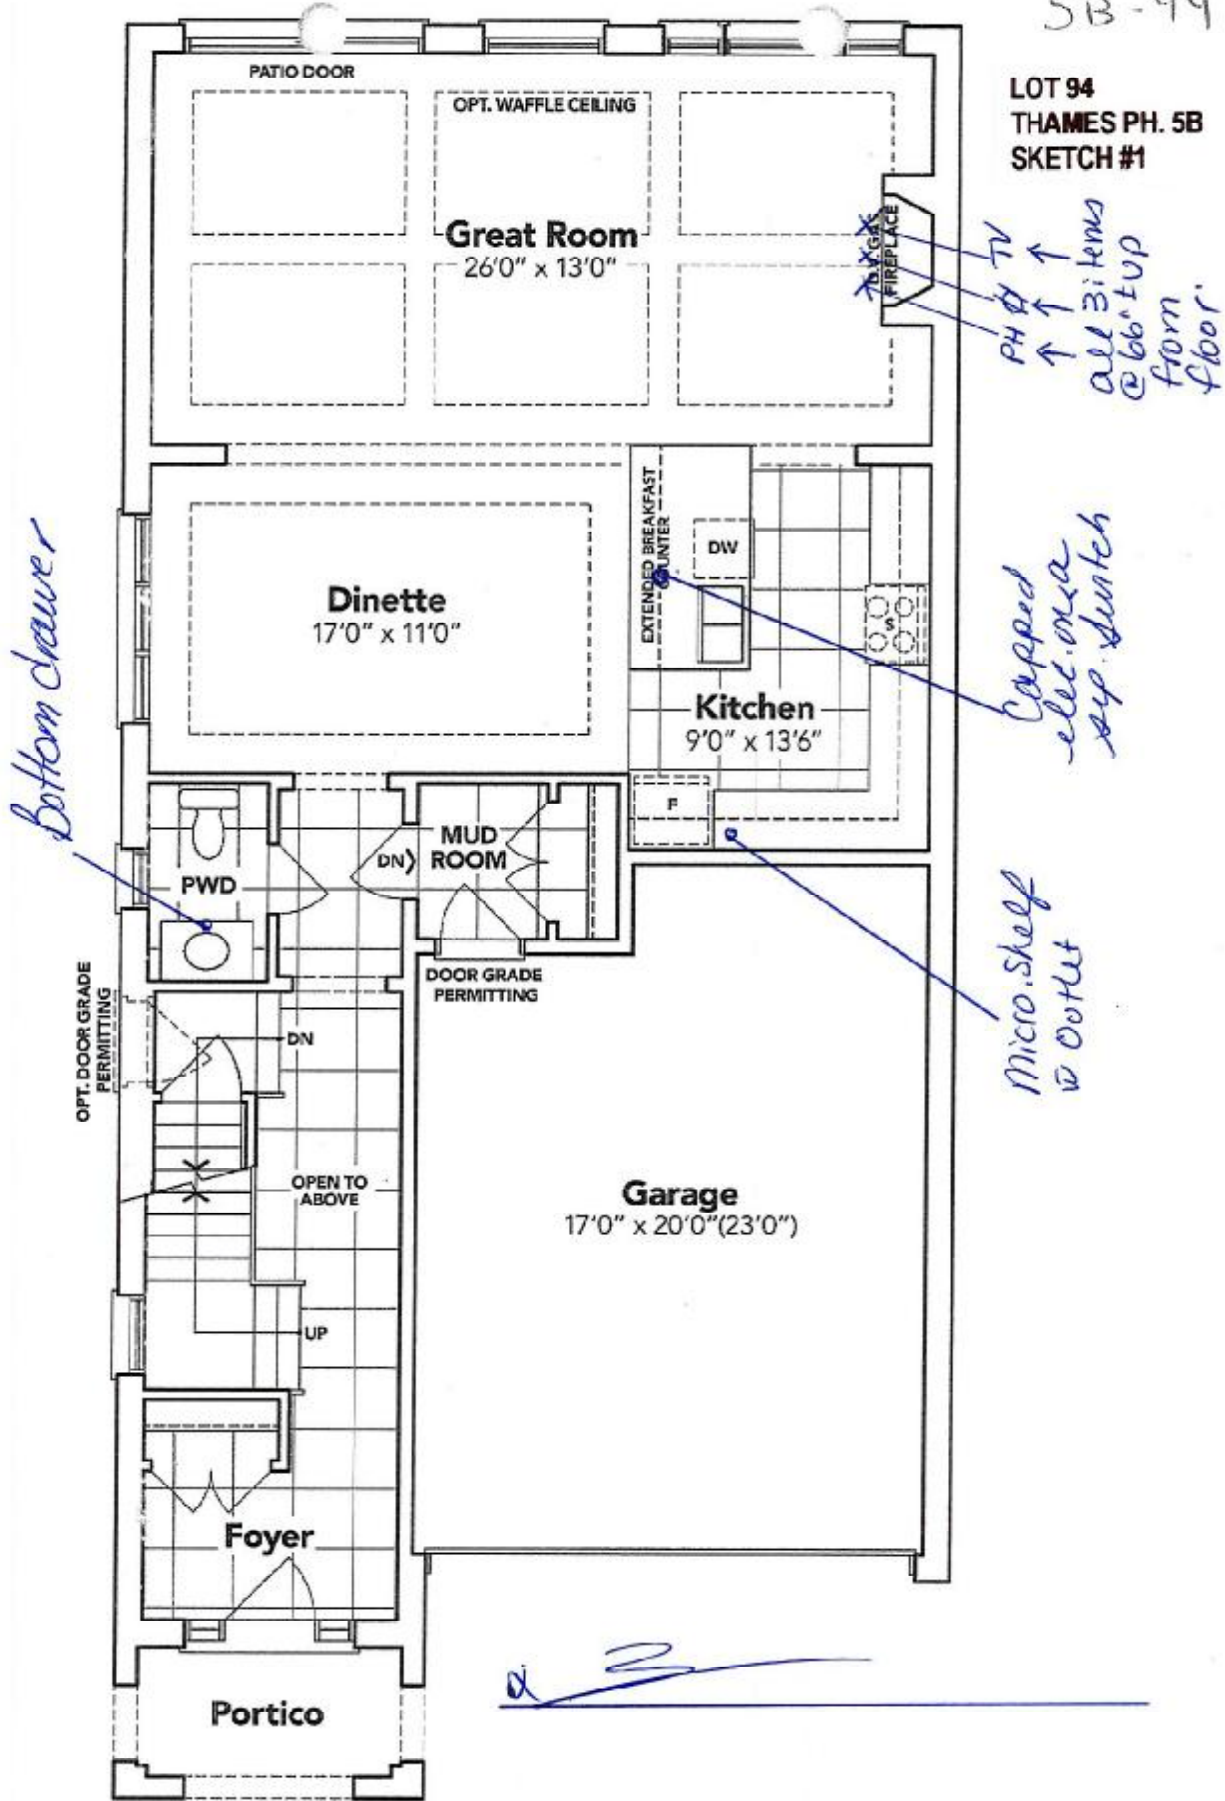 5B-94
LOT 94
THAMES PH. 5B
SKETCH #1
PATIO DOOR
OPT. WAFFLE CEILING
Great Room
26'0" x 13'0"
FIREPLACE
TV
PH
all 3 items
@ 66" ± up
from
floor.
EXTENDED BREAKFAST
COUNTER
DW
Dinette
17'0" x 11'0"
S
Capped
elec. on a
sep. switch
Kitchen
9'0" x 13'6"
Bottom drawer
F
MUD
ROOM
DN
PWD
DOOR GRADE
PERMITTING
Micro. Shelf
w Outlet
OPT. DOOR GRADE
PERMITTING
DN
OPEN TO
ABOVE
Garage
17'0" x 20'0"(23'0")
UP
Foyer
Portico